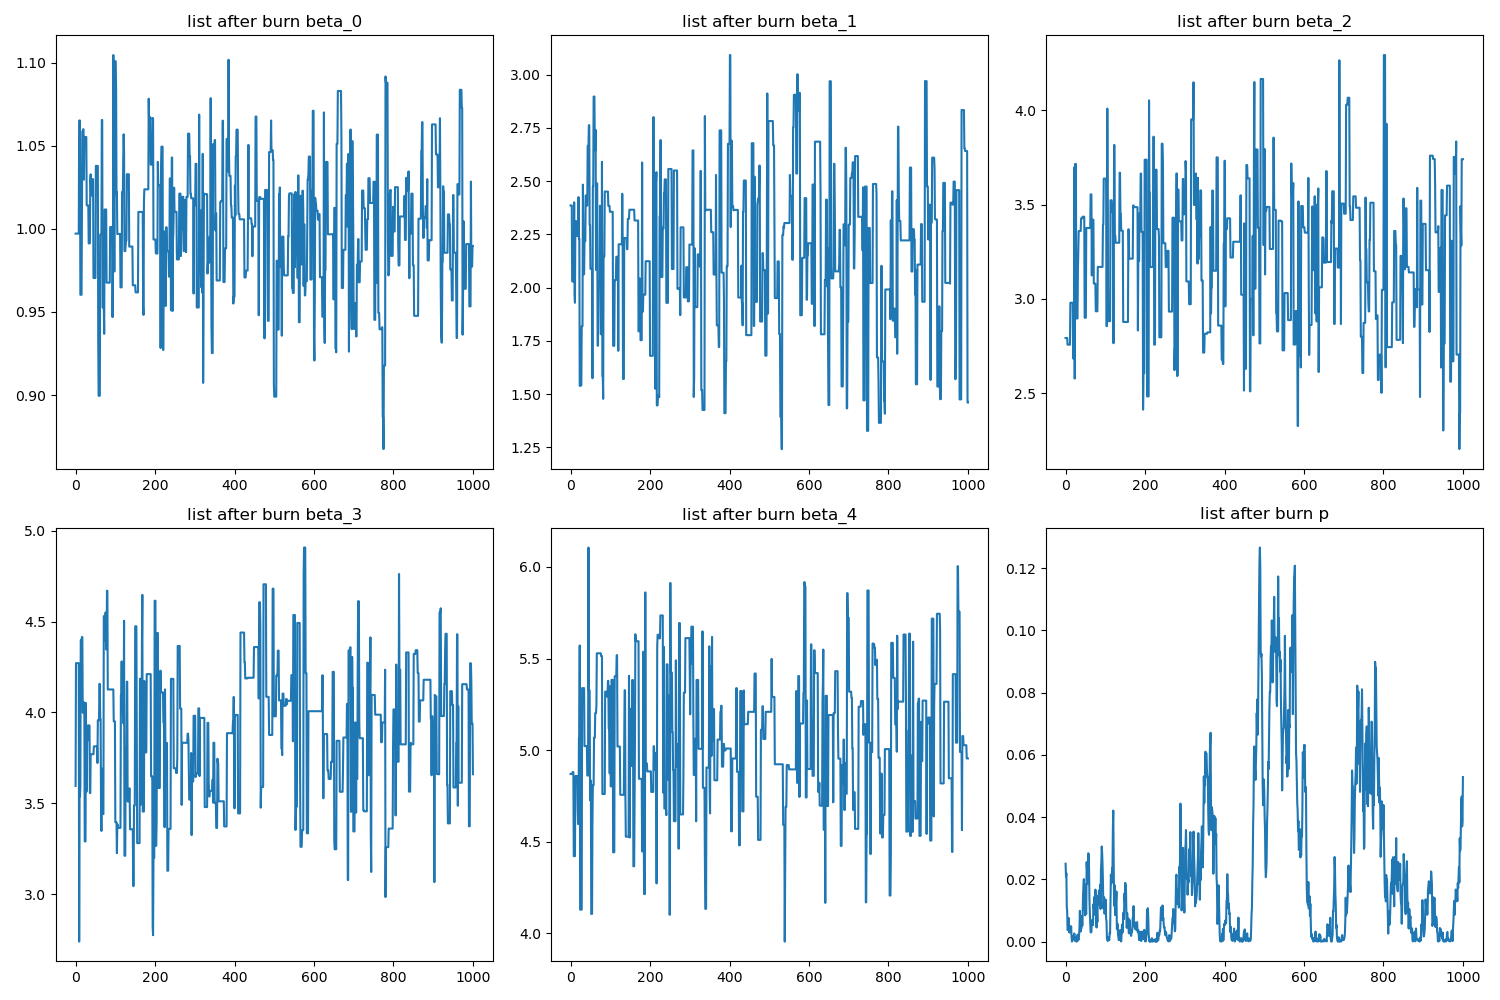 list after burn beta_0
list after burn beta_1
list after burn beta_2
1.10
1.05
1.00
0.95
0.90
0 200 400 600 800 1000
3.00
2.75
2.50
2.25
2.00
1.75
1.50
1.25
0 200 400 600 800 1000
4.0
3.5
3.0
2.5
0 200 400 600 800 1000
list after burn beta_3
list after burn beta_4
list after burn p
5.0
4.5
4.0
3.5
3.0
0 200 400 600 800 1000
6.0
5.5
5.0
4.5
4.0
0 200 400 600 800 1000
0.12
0.10
0.08
0.06
0.04
0.02
0.00
0 200 400 600 800 1000